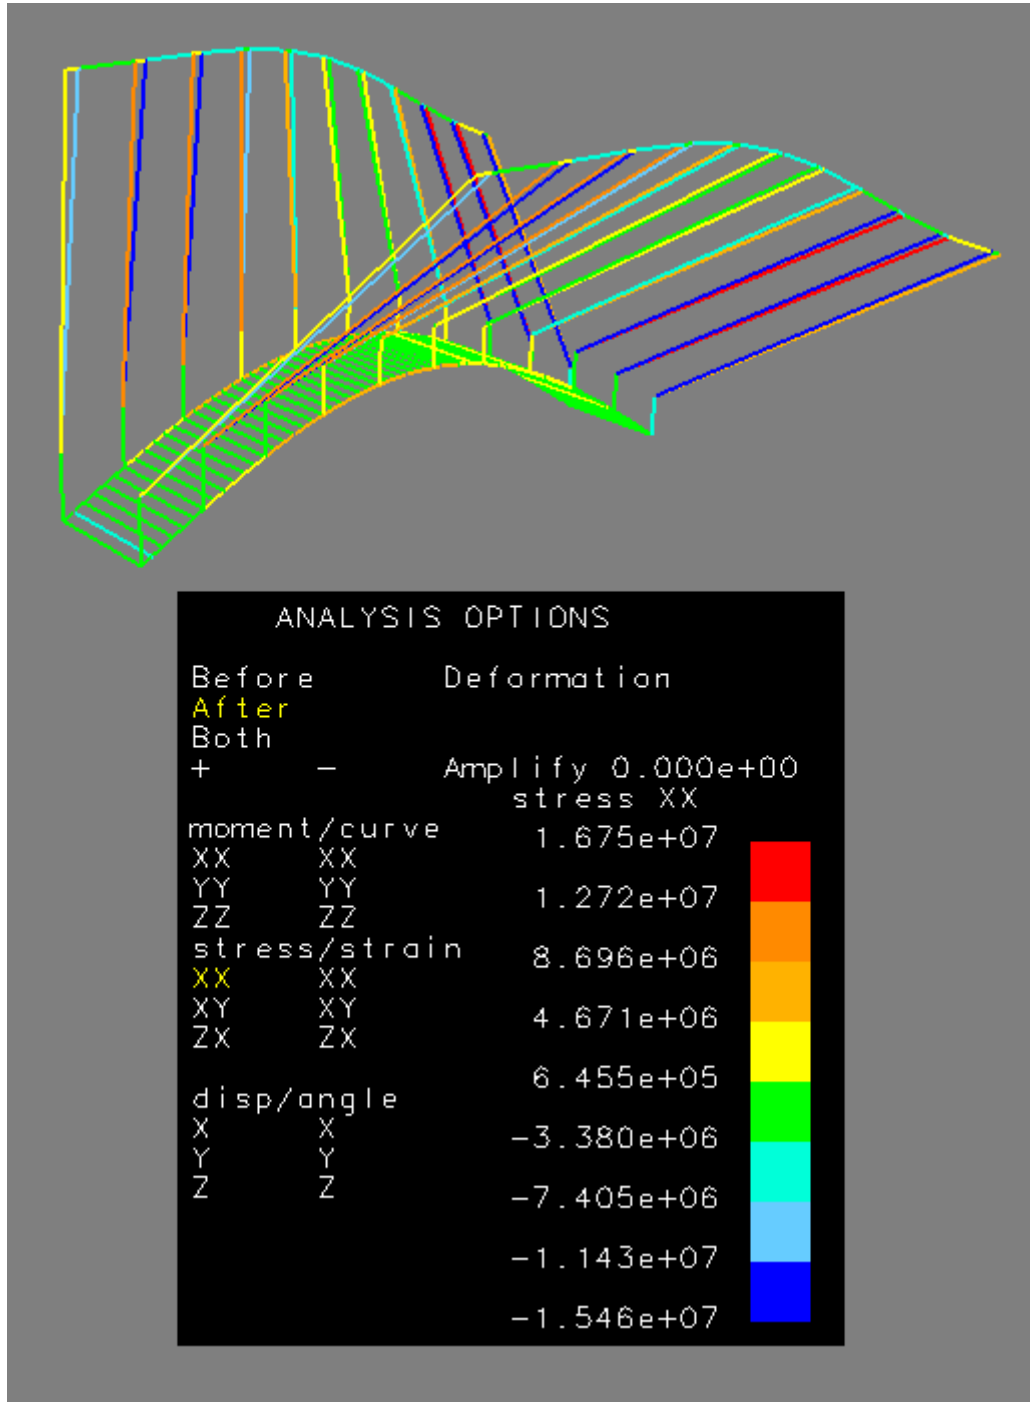 ANALYSIS OPTIONS
Before Deformation
After
Both
+ − Amplify 0.000e+00
stress XX
moment/curve 1.675e+07
XX XX
YY YY 1.272e+07
ZZ ZZ
stress/strain 8.696e+06
XX XX
XY XY 4.671e+06
ZX ZX
6.455e+05
disp/angle
X X −3.380e+06
Y Y
Z Z −7.405e+06
−1.143e+07
−1.546e+07